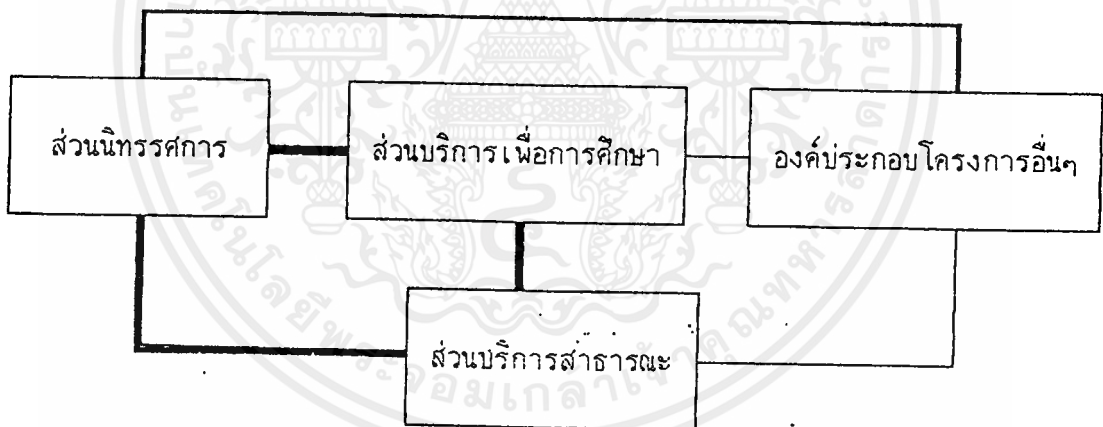 ส่วนนิทรรศการ
ส่วนบริการเพื่อการศึกษา
องค์ประกอบโครงการอื่นๆ
ส่วนบริการสาธารณะ